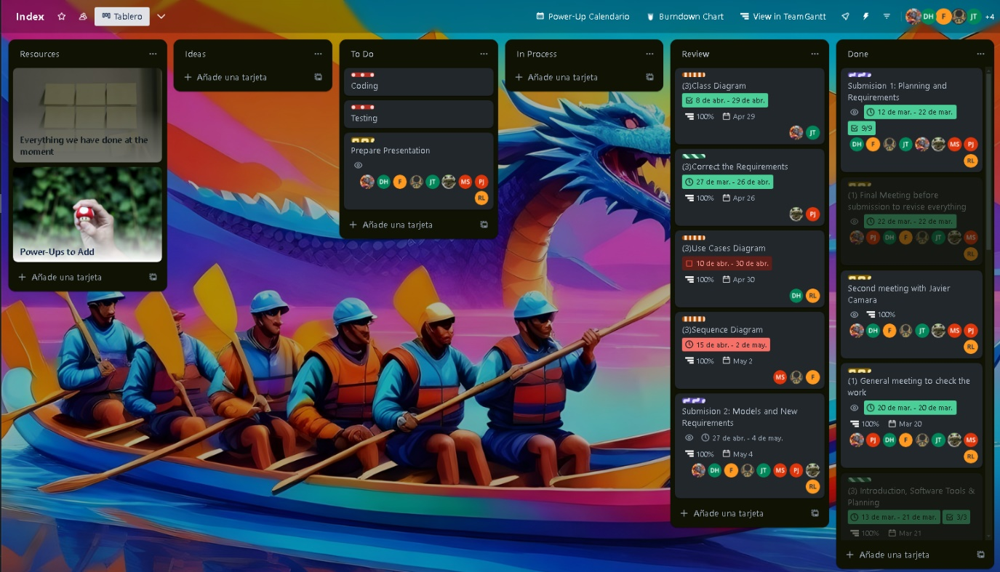 Index
Tablero
Power-Up Calendario
Burndown Chart
View in TeamGantt
DH
F
JT
+4
Resources
Everything we have done at the
moment
Power-Ups to Add
Añade una tarjeta
Ideas
Añade una tarjeta
To Do
Coding
Testing
Prepare Presentation
DH F JT MS PJ
RL
Añade una tarjeta
In Process
Añade una tarjeta
Review
(3)Class Diagram
8 de abr. - 29 de abr.
100% Apr 29
JT
(3)Correct the Requirements
27 de mar. - 26 de abr.
100% Apr 26
PJ
(3)Use Cases Diagram
10 de abr. - 30 de abr.
100% Apr 30
DH RL
(3)Sequence Diagram
15 de abr. - 2 de may.
100% May 2
MS F
Submision 2: Models and New
Requirements
27 de abr. - 4 de may.
100% May 4
DH F JT MS PJ
RL
Añade una tarjeta
Done
Submision 1: Planning and
Requirements
12 de mar. - 22 de mar.
9/9
DH F JT MS PJ
RL
(1) Final Meeting before
submission to revise everything
22 de mar. - 22 de mar.
PJ DH F JT MS
RL
Second meeting with Javier
Camara
100%
DH F JT MS PJ
RL
(1) General meeting to check the
work
20 de mar. - 20 de mar.
100% Mar 20
PJ DH F JT MS
RL
(3) Introduction, Software Tools &
Planning
13 de mar. - 21 de mar. 3/3
100% Mar 21
Añade una tarjeta